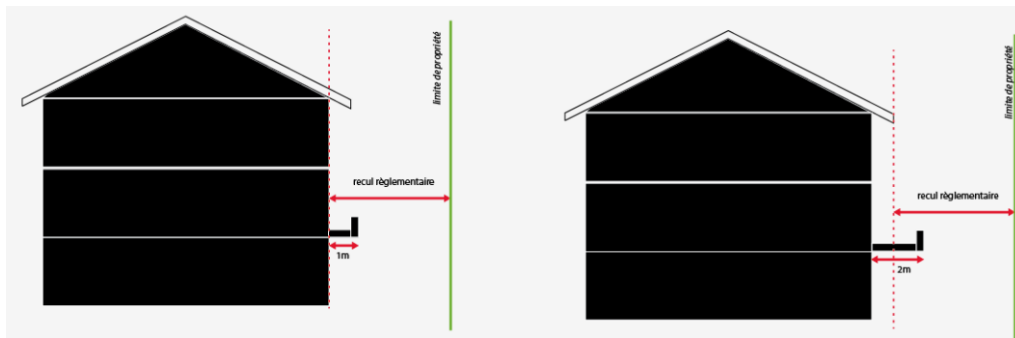 limite de propriété
recul règlementaire
1m
limite de propriété
recul règlementaire
2m